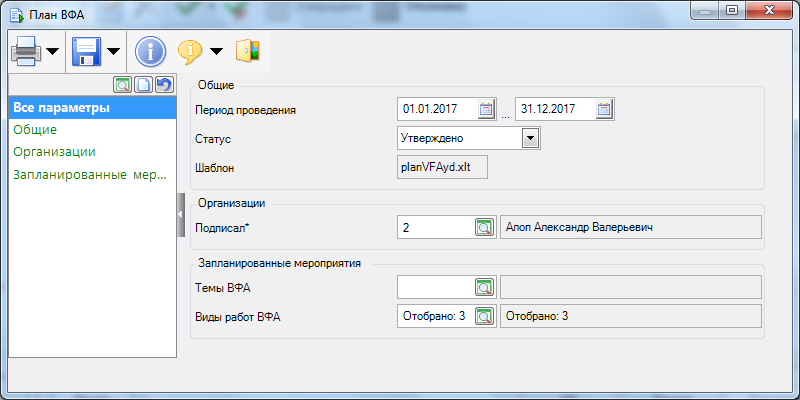 План ВФА
Все параметры
Общие
Организации
Запланированные мер...
Общие
Период проведения 01.01.2017 ... 31.12.2017
Статус Утверждено
Шаблон planVFAyd.xlt
Организации
Подписал* 2 Алоп Александр Валерьевич
Запланированные мероприятия
Темы ВФА
Виды работ ВФА Отобрано: 3 Отобрано: 3